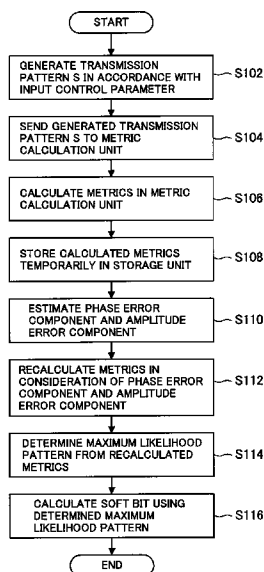 START
GENERATE TRANSMISSION
PATTERN S IN ACCORDANCE WITH
INPUT CONTROL PARAMETER
S102
SEND GENERATED TRANSMISSION
PATTERN S TO METRIC
CALCULATION UNIT
S104
CALCULATE METRICS IN METRIC
CALCULATION UNIT
S106
STORE CALCULATED METRICS
TEMPORARILY IN STORAGE UNIT
S108
ESTIMATE PHASE ERROR
COMPONENT AND AMPLITUDE
ERROR COMPONENT
S110
RECALCULATE METRICS IN
CONSIDERATION OF PHASE ERROR
COMPONENT AND AMPLITUDE
ERROR COMPONENT
S112
DETERMINE MAXIMUM LIKELIHOOD
PATTERN FROM RECALCULATED
METRICS
S114
CALCULATE SOFT BIT USING
DETERMINED MAXIMUM
LIKELIHOOD PATTERN
S116
END